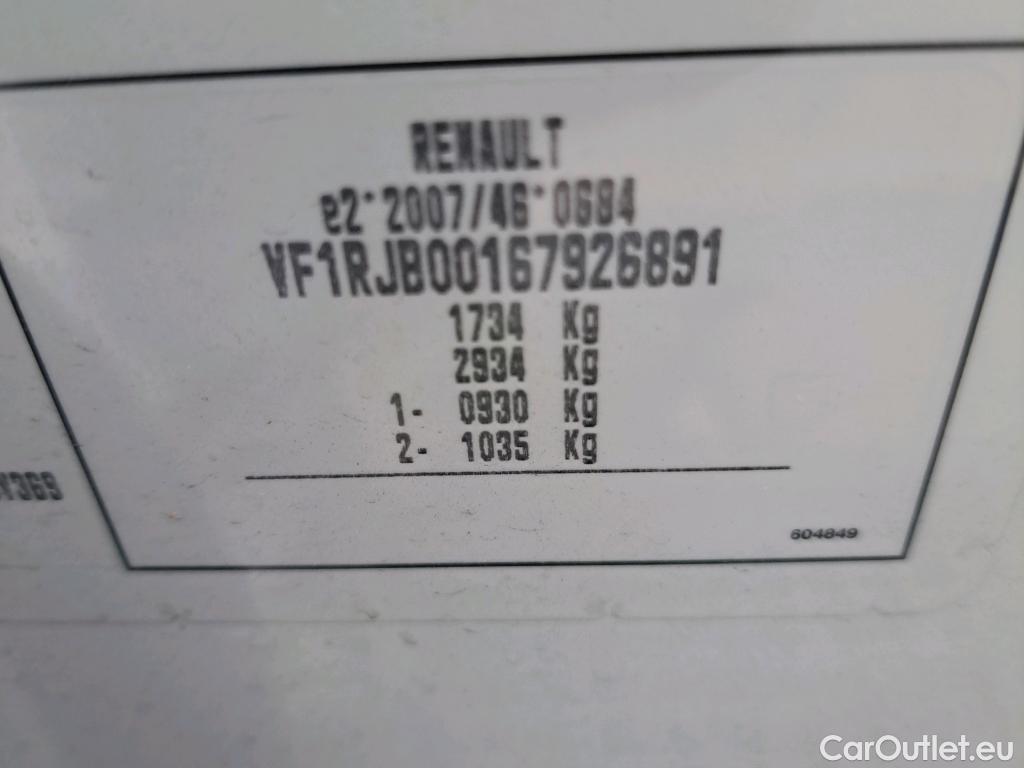 RENAULT
e2*2007/46*0684
VF1RJB00167926891
1734 Kg
2934 Kg
1- 0930 Kg
2- 1035 Kg
Y369
604849
CarOutlet.eu